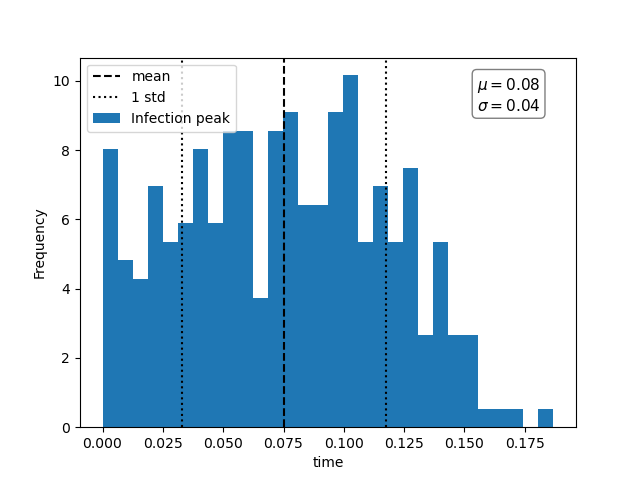 mean
1 std
Infection peak
μ = 0.08
σ = 0.04
Frequency
10
8
6
4
2
0
0.000 0.025 0.050 0.075 0.100 0.125 0.150 0.175
time